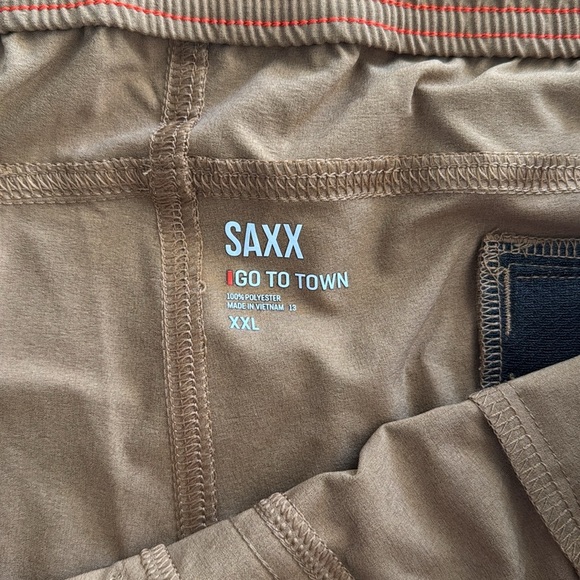 SAXX
GO TO TOWN
100% POLYESTER
MADE IN VIETNAM 13
XXL